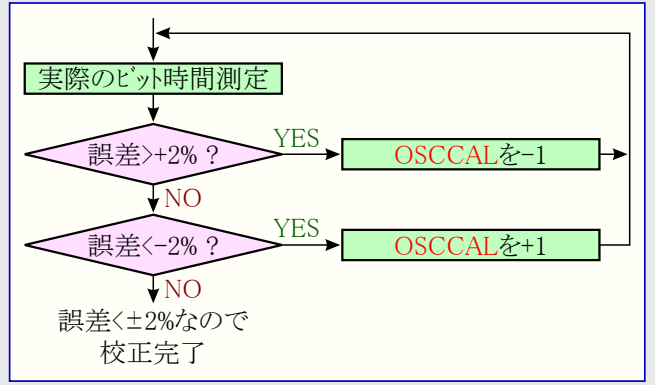 実際のビット時間測定
誤差>+2% ?
YES
OSCCALを-1
NO
誤差<-2% ?
YES
OSCCALを+1
NO
誤差<±2%なので
校正完了